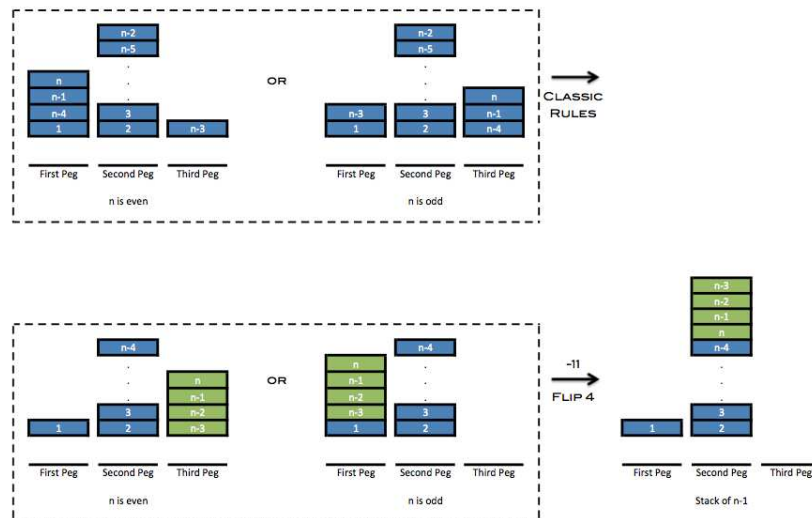 n-2 n-2
n-5 n-5
n . OR . n
n-1 . . n-1 CLASSIC
n-4 3 n-3 3 n-1 RULES
1 2 n-3 1 2 n-4
First Peg Second Peg Third Peg First Peg Second Peg Third Peg
n is even n is odd
n-3
n-2
n-1
n
n-4 n-4 n-4
n OR n -11
n-1 n-1 FLIP 4
n-2 n-2
3 n-2 n-3 3 3
1 2 n-3 1 2 1 2
First Peg Second Peg Third Peg First Peg Second Peg Third Peg First Peg Second Peg Third Peg
n is even n is odd Stack of n-1